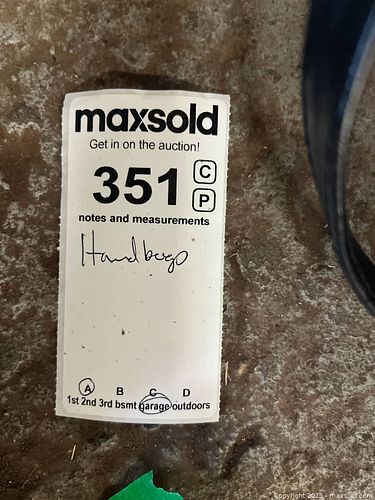 maxsold
Get in on the auction!
351 C
P
notes and measurements
Handbags
A B C D
1st 2nd 3rd bsmt garage outdoors
Copyright 2025 - maxsold.com